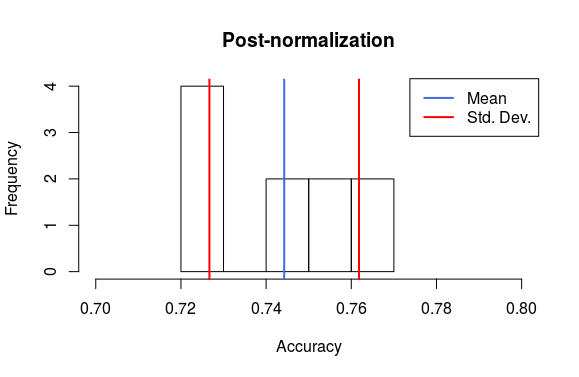 Post-normalization
Mean
Std. Dev.
Frequency
4
3
2
1
0
0.70 0.72 0.74 0.76 0.78 0.80
Accuracy